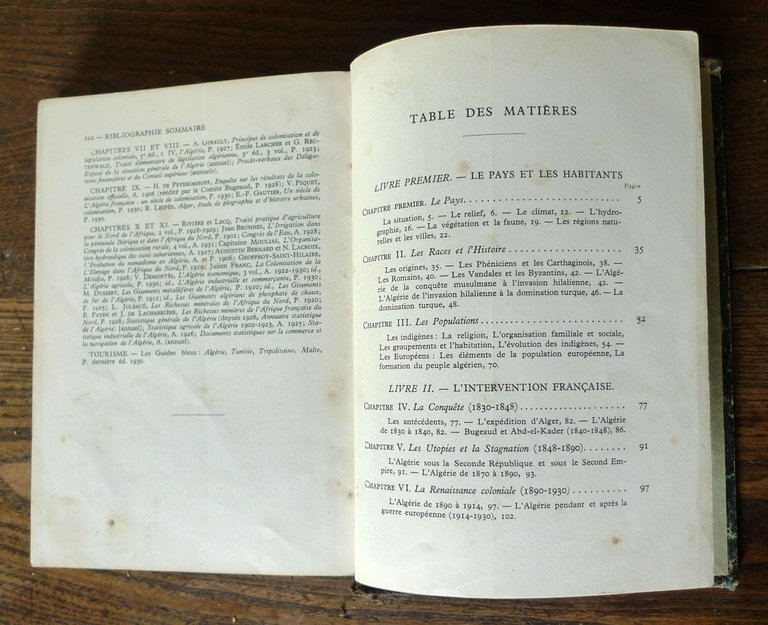 222 — BIBLIOGRAPHIE SOMMAIRE
CHAPITRES VII ET VIII. — A. GIRAULT, Principes de colonisation et de
législation coloniale, 5e éd., t. IV, l'Algérie, P. 1927; Émile LARCHER et G. REC-
TENWALD, Traité élémentaire de législation algérienne, 3e éd., 3 vol., P. 1923;
Exposé de la situation générale de l'Algérie (annuel); Procès-verbaux des Déléga-
tions financières et du Conseil supérieur (annuels).
CHAPITRE IX. — H. DE PEYERIMHOFF, Enquête sur les résultats de la colo-
nisation officielle, A. 1906 (réédité par le Comité Bugeaud, P. 1928); V. PIQUET,
L'Algérie française : un siècle de colonisation, P. 1930; E.-F. GAUTIER, Un siècle de
colonisation, P. 1930; R. LESPÈS, Alger, étude de géographie et d'histoire urbaines,
P. 1930.
CHAPITRES X ET XI. — RIVIÈRE et LECQ, Traité pratique d'agriculture
pour le Nord de l'Afrique, 2 vol., P. 1928; Jean BRUNHES, L'Irrigation dans
la péninsule Ibérique et dans l'Afrique du Nord, P. 1902; Congrès de l'Eau, A. 1928;
Congrès de la colonisation rurale, 4 vol., A. 1931; Capitaine MOULIAS, L'Organisa-
tion hydraulique des oasis sahariennes, A. 1927; AUGUSTIN BERNARD et N. LACROIX,
L'Évolution du nomadisme en Algérie, A. et P. 1906; GEOFFROY-SAINT-HILAIRE,
L'Élevage dans l'Afrique du Nord, P. 1919; Julien FRANC, La Colonisation de la
Mitidja, P. 1928; V. DEMONTÈS, L'Algérie économique, 3 vol., A. 1922-1930; id.,
L'Algérie agricole, P. 1930; id., L'Algérie industrielle et commerçante, P. 1930;
M. DUSSERT, Les Gisements métallifères de l'Algérie, P. 1910; id., Les Gisements
de fer de l'Algérie, P. 1912; id., Les Gisements algériens de phosphate de chaux,
P. 1925; L. JOLEAUD, Les Richesses minérales de l'Afrique du Nord, P. 1920;
E. PAYEN et J. DE LACHARRIÈRE, Les Richesses minières de l'Afrique française du
Nord, P. 1928; Statistique générale de l'Algérie (depuis 1926, Annuaire statistique
de l'Algérie) (annuel); Statistique agricole de l'Algérie 1902-1923, A. 1925; Sta-
tistique industrielle de l'Algérie, A. 1926; Documents statistiques sur le commerce et
la navigation de l'Algérie, A. (annuel).
TOURISME. — Les Guides bleus : Algérie, Tunisie, Tripolitaine, Malte,
P. dernière éd. 1930.
TABLE DES MATIÈRES
LIVRE PREMIER. — LE PAYS ET LES HABITANTS
Pages
CHAPITRE PREMIER. Le Pays. 5
La situation, 5. — Le relief, 6. — Le climat, 12. — L'hydro-
graphie, 16. — La végétation et la faune, 19. — Les régions natu-
relles et les villes, 22.
CHAPITRE II. Les Races et l'Histoire 35
Les origines, 35. — Les Phéniciens et les Carthaginois, 38. —
Les Romains, 40. — Les Vandales et les Byzantins, 42. — L'Algé-
rie de la conquête musulmane à l'invasion hilalienne, 42. —
L'Algérie de l'invasion hilalienne à la domination turque, 46. — La
domination turque, 48.
CHAPITRE III. Les Populations 52
Les indigènes : La religion, L'organisation familiale et sociale,
Les groupements et l'habitation, L'évolution des indigènes, 54. —
Les Européens : Les éléments de la population européenne, La
formation du peuple algérien, 70.
LIVRE II. — L'INTERVENTION FRANÇAISE.
CHAPITRE IV. La Conquête (1830-1848) 77
Les antécédents, 77. — L'expédition d'Alger, 82. — L'Algérie
de 1830 à 1840, 82. — Bugeaud et Abd-el-Kader (1840-1848), 86.
CHAPITRE V. Les Utopies et la Stagnation (1848-1890) 91
L'Algérie sous la Seconde République et sous le Second Em-
pire, 91. — L'Algérie de 1870 à 1890, 93.
CHAPITRE VI. La Renaissance coloniale (1890-1930) 97
L'Algérie de 1890 à 1914, 97. — L'Algérie pendant et après la
guerre européenne (1914-1930), 102.